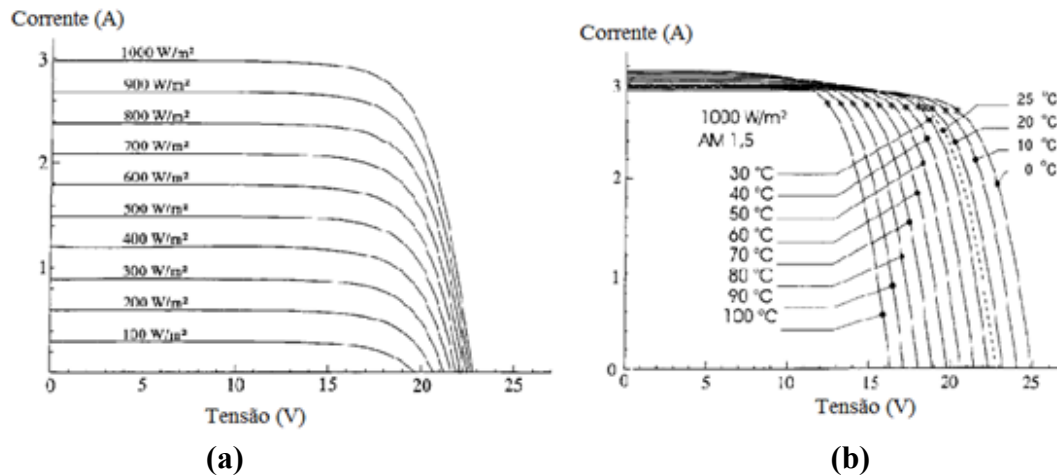 Corrente (A)
3
2
1
0
1000 W/m²
900 W/m²
800 W/m²
700 W/m²
600 W/m²
500 W/m²
400 W/m²
300 W/m²
200 W/m²
100 W/m²
0 5 10 15 20 25
Tensão (V)
(a)
Corrente (A)
3
2
1
0
1000 W/m²
AM 1,5
25 °C
20 °C
10 °C
0 °C
30 °C
40 °C
50 °C
60 °C
70 °C
80 °C
90 °C
100 °C
0 5 10 15 20 25
Tensão (V)
(b)